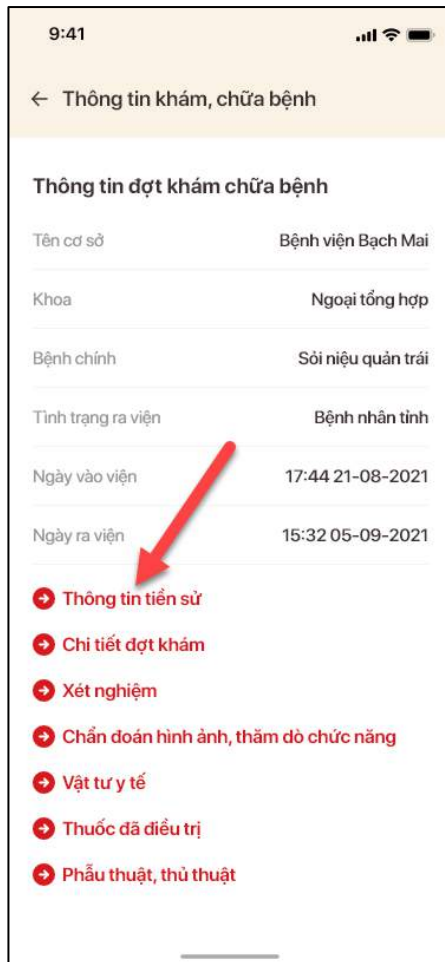 9:41
← Thông tin khám, chữa bệnh
Thông tin đợt khám chữa bệnh
Tên cơ sở Bệnh viện Bạch Mai
Khoa Ngoại tổng hợp
Bệnh chính Sỏi niệu quản trái
Tình trạng ra viện Bệnh nhân tỉnh
Ngày vào viện 17:44 21-08-2021
Ngày ra viện 15:32 05-09-2021
Thông tin tiền sử
Chi tiết đợt khám
Xét nghiệm
Chẩn đoán hình ảnh, thăm dò chức năng
Vật tư y tế
Thuốc đã điều trị
Phẫu thuật, thủ thuật